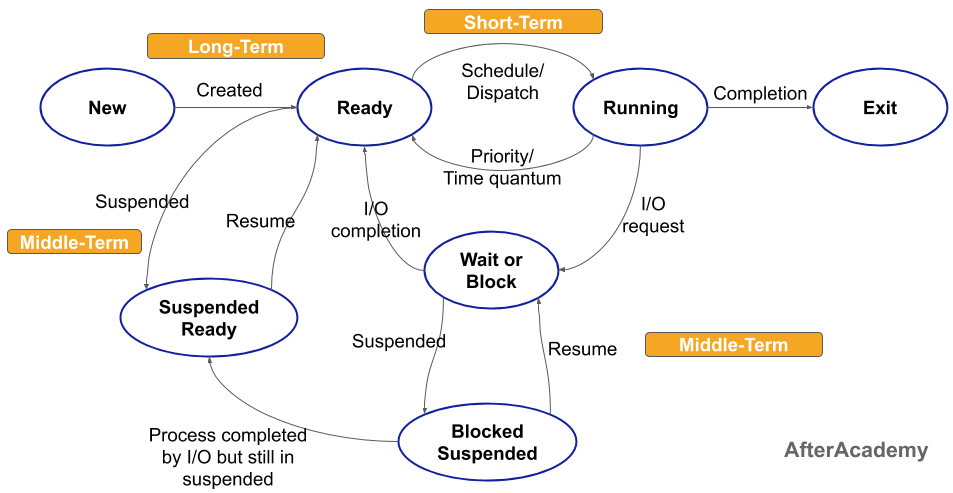 Short-Term
Long-Term
Schedule/
Dispatch
Created
Completion
New
Ready
Running
Exit
Priority/
Time quantum
Suspended
Resume
I/O
completion
I/O
request
Middle-Term
Wait or
Block
Suspended
Ready
Suspended
Resume
Middle-Term
Process completed
by I/O but still in
suspended
Blocked
Suspended
AfterAcademy